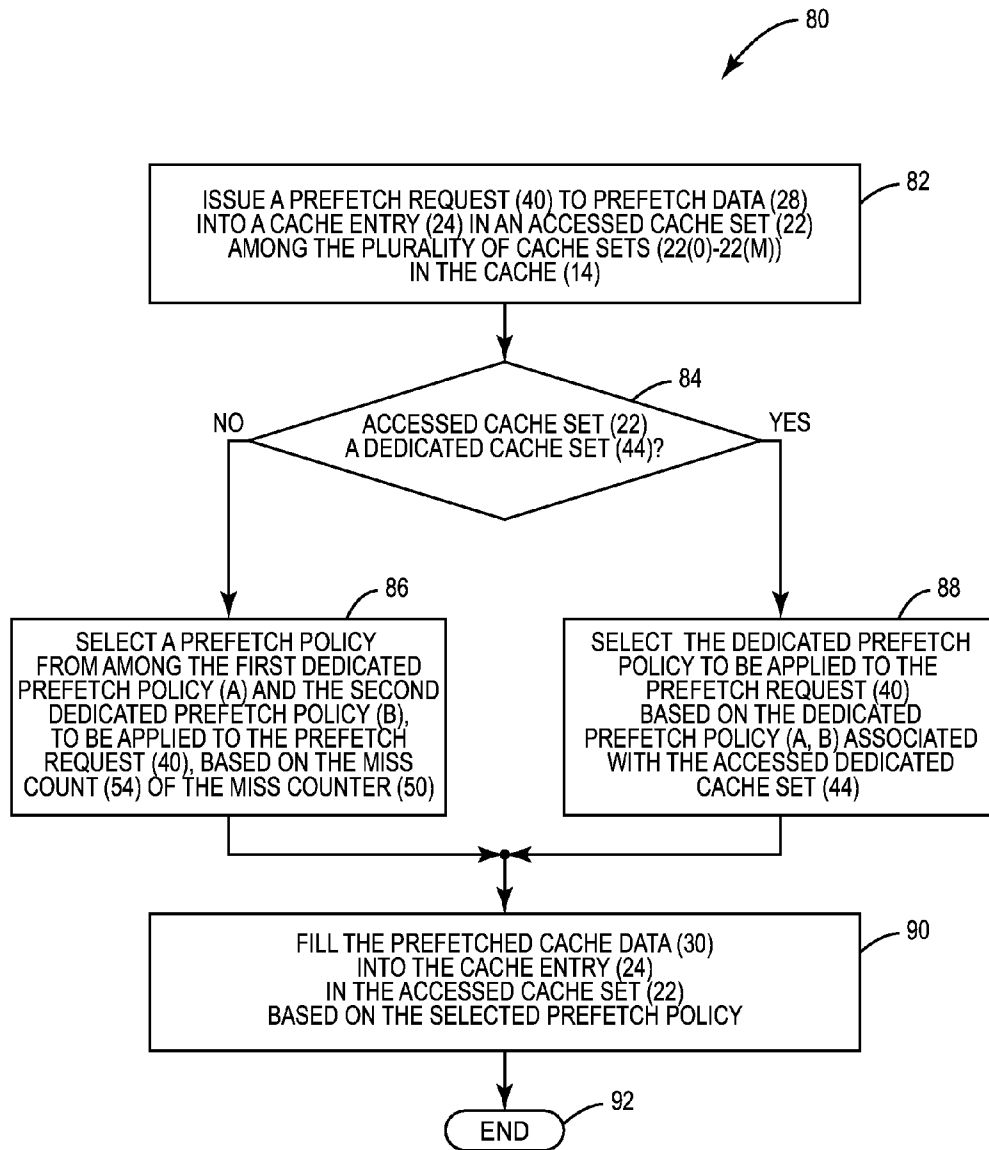 80
ISSUE A PREFETCH REQUEST (40) TO PREFETCH DATA (28)
INTO A CACHE ENTRY (24) IN AN ACCESSED CACHE SET (22)
AMONG THE PLURALITY OF CACHE SETS (22(0)-22(M))
IN THE CACHE (14)
82
84
NO
ACCESSED CACHE SET (22)
A DEDICATED CACHE SET (44)?
YES
86
SELECT A PREFETCH POLICY
FROM AMONG THE FIRST DEDICATED
PREFETCH POLICY (A) AND THE SECOND
DEDICATED PREFETCH POLICY (B),
TO BE APPLIED TO THE PREFETCH
REQUEST (40), BASED ON THE MISS
COUNT (54) OF THE MISS COUNTER (50)
88
SELECT THE DEDICATED PREFETCH
POLICY TO BE APPLIED TO THE
PREFETCH REQUEST (40)
BASED ON THE DEDICATED
PREFETCH POLICY (A, B) ASSOCIATED
WITH THE ACCESSED DEDICATED
CACHE SET (44)
FILL THE PREFETCHED CACHE DATA (30)
INTO THE CACHE ENTRY (24)
IN THE ACCESSED CACHE SET (22)
BASED ON THE SELECTED PREFETCH POLICY
90
END
92